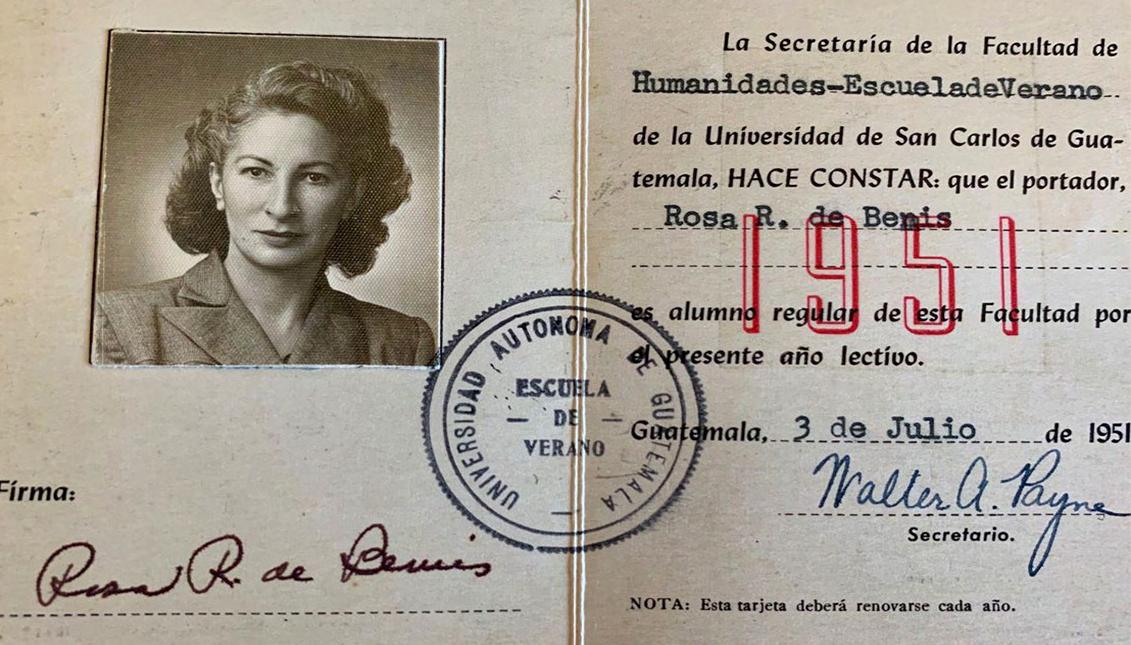 La Secretaría de la Facultad de
Humanidades-EscueladeVerano
de la Universidad de San Carlos de Gua-
temala, HACE CONSTAR: que el portador,
Rosa R. de Benis
1951
es alumno regular de esta Facultad por
el presente año lectivo.
Guatemala, 3 de Julio de 1951
Walter A. Payne
Secretario.
NOTA: Esta tarjeta deberá renovarse cada año.
UNIVERSIDAD AUTONOMA DE GUATEMALA
ESCUELA
— DE —
VERANO
Firma:
Rosa R. de Benis